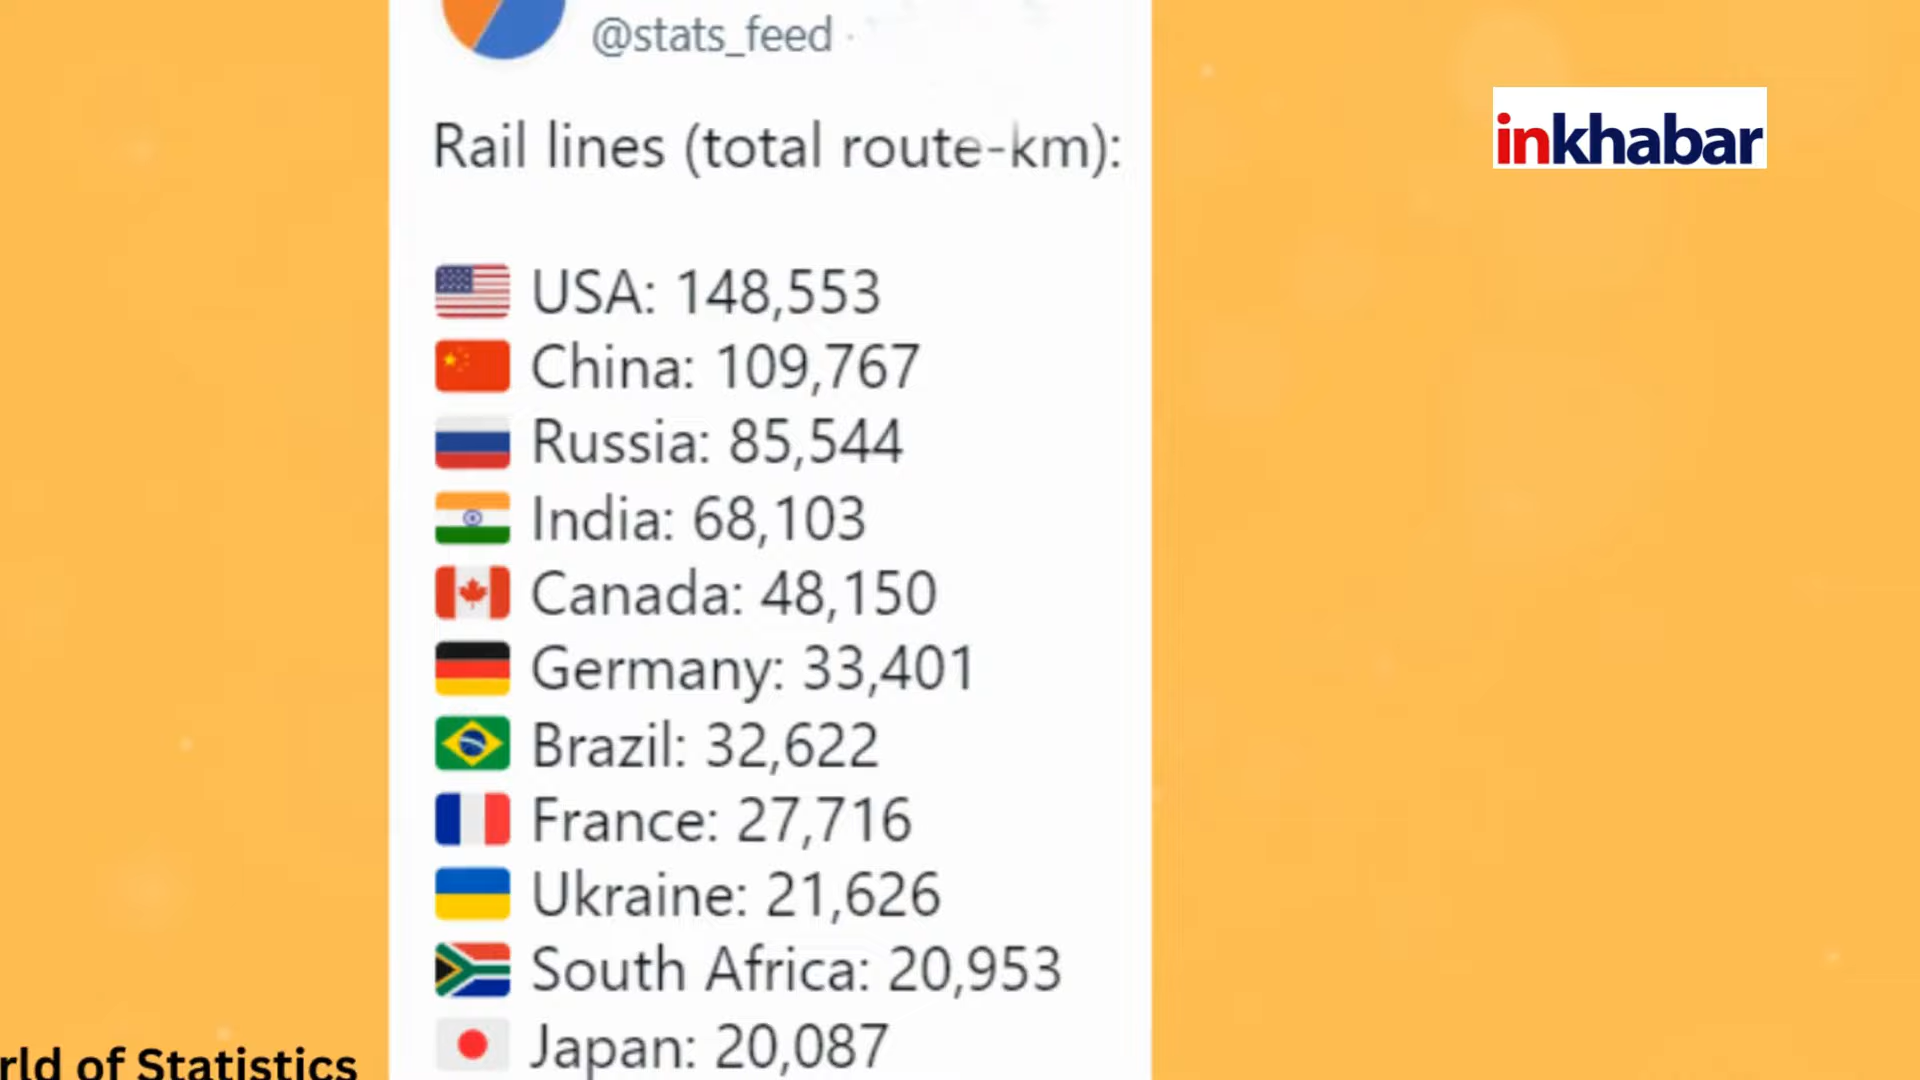 @stats_feed ·
inkhabar
Rail lines (total route-km):
USA: 148,553
China: 109,767
Russia: 85,544
India: 68,103
Canada: 48,150
Germany: 33,401
Brazil: 32,622
France: 27,716
Ukraine: 21,626
South Africa: 20,953
Japan: 20,087
rld of Statistics